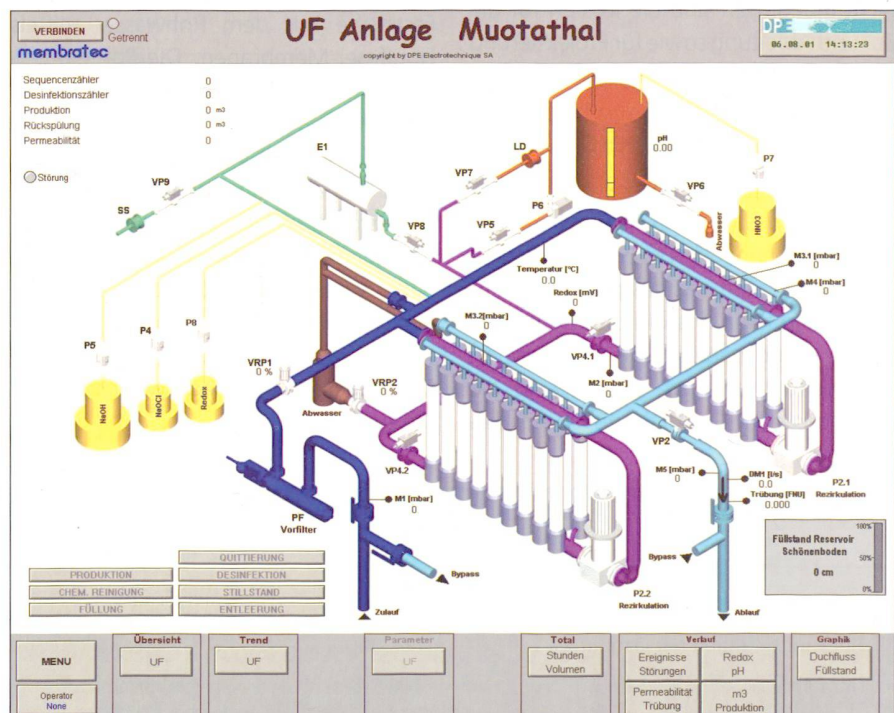 VERBINDEN
Getrennt
membratec
UF Anlage Muotathal
copyright by DPE Electrotechnique SA
DPE
06.08.01 14:13:23
Sequencenzähler 0
Desinfektionszähler 0
Produktion 0 m3
Rückspülung 0 m3
Permeabilität 0
Störung
SS
VP9
E1
VP8
VP7
LD
VP5
P6
pH
0.00
VP6
Abwasser
P7
HNO3
Temperatur [°C]
0.0
Redox [mV]
0
M3.1 [mbar]
0
M4 [mbar]
0
M3.2 [mbar]
0
P5
P4
P8
NaOH
NaOCl
Redox
VRP1
0 %
Abwasser
VRP2
0 %
VP4.1
M2 [mbar]
0
VP4.2
VP2
M5 [mbar]
0
DM1 [l/s]
0.0
Trübung [FNU]
0.000
P2.1
Rezirkulation
PF
Vorfilter
M1 [mbar]
0
Bypass
Zulauf
P2.2
Rezirkulation
Bypass
Ablauf
Füllstand Reservoir
Schönenboden
0 cm
100%
50%
0%
QUITTIERUNG
PRODUKTION
DESINFEKTION
CHEM. REINIGUNG
STILLSTAND
FÜLLUNG
ENTLEERUNG
MENU
Operator
None
Übersicht
UF
Trend
UF
Parameter
UF
Total
Stunden
Volumen
Verlauf
Ereignisse
Störungen
Redox
pH
Permeabilität
Trübung
m3
Produktion
Graphik
Duchfluss
Füllstand